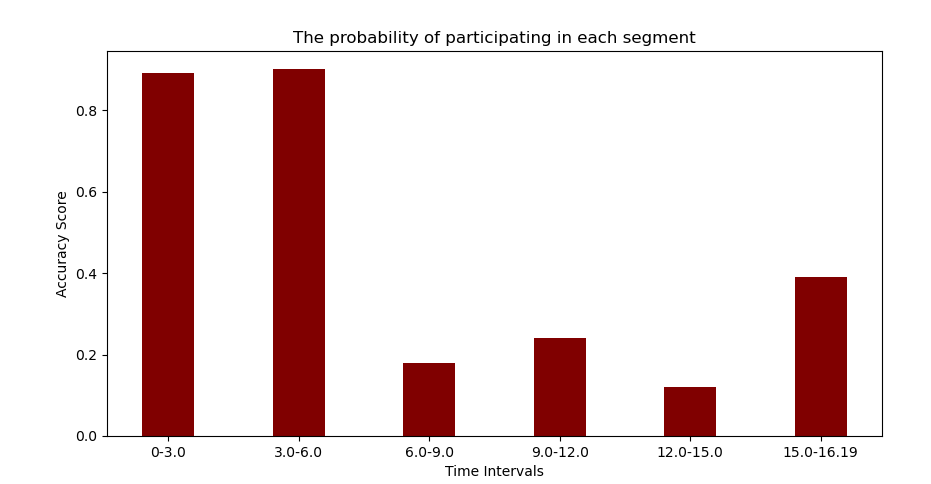 The probability of participating in each segment
Accuracy Score
0.8
0.6
0.4
0.2
0.0
0-3.0 3.0-6.0 6.0-9.0 9.0-12.0 12.0-15.0 15.0-16.19
Time Intervals